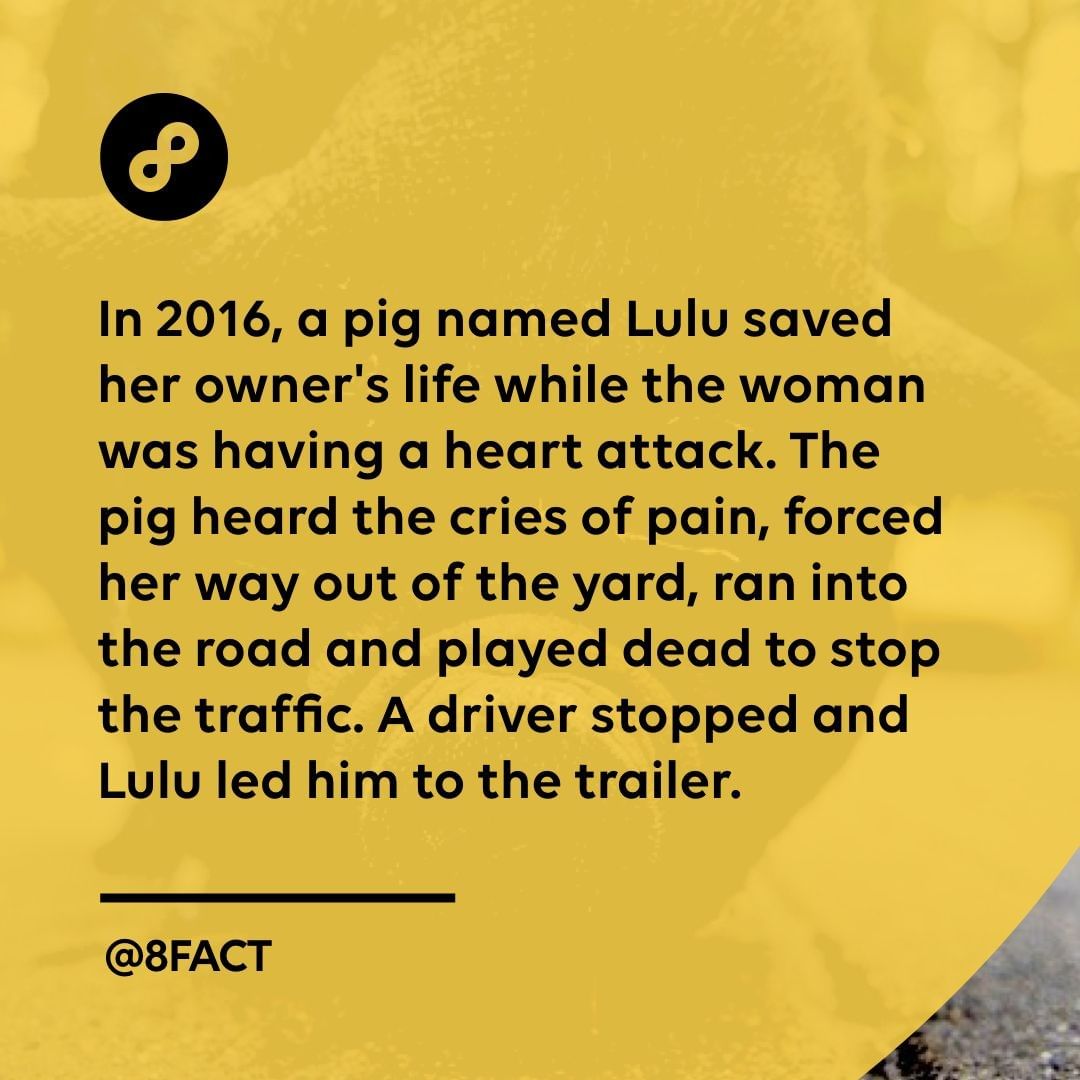 In 2016, a pig named Lulu saved
her owner's life while the woman
was having a heart attack. The
pig heard the cries of pain, forced
her way out of the yard, ran into
the road and played dead to stop
the traffic. A driver stopped and
Lulu led him to the trailer.
@8FACT